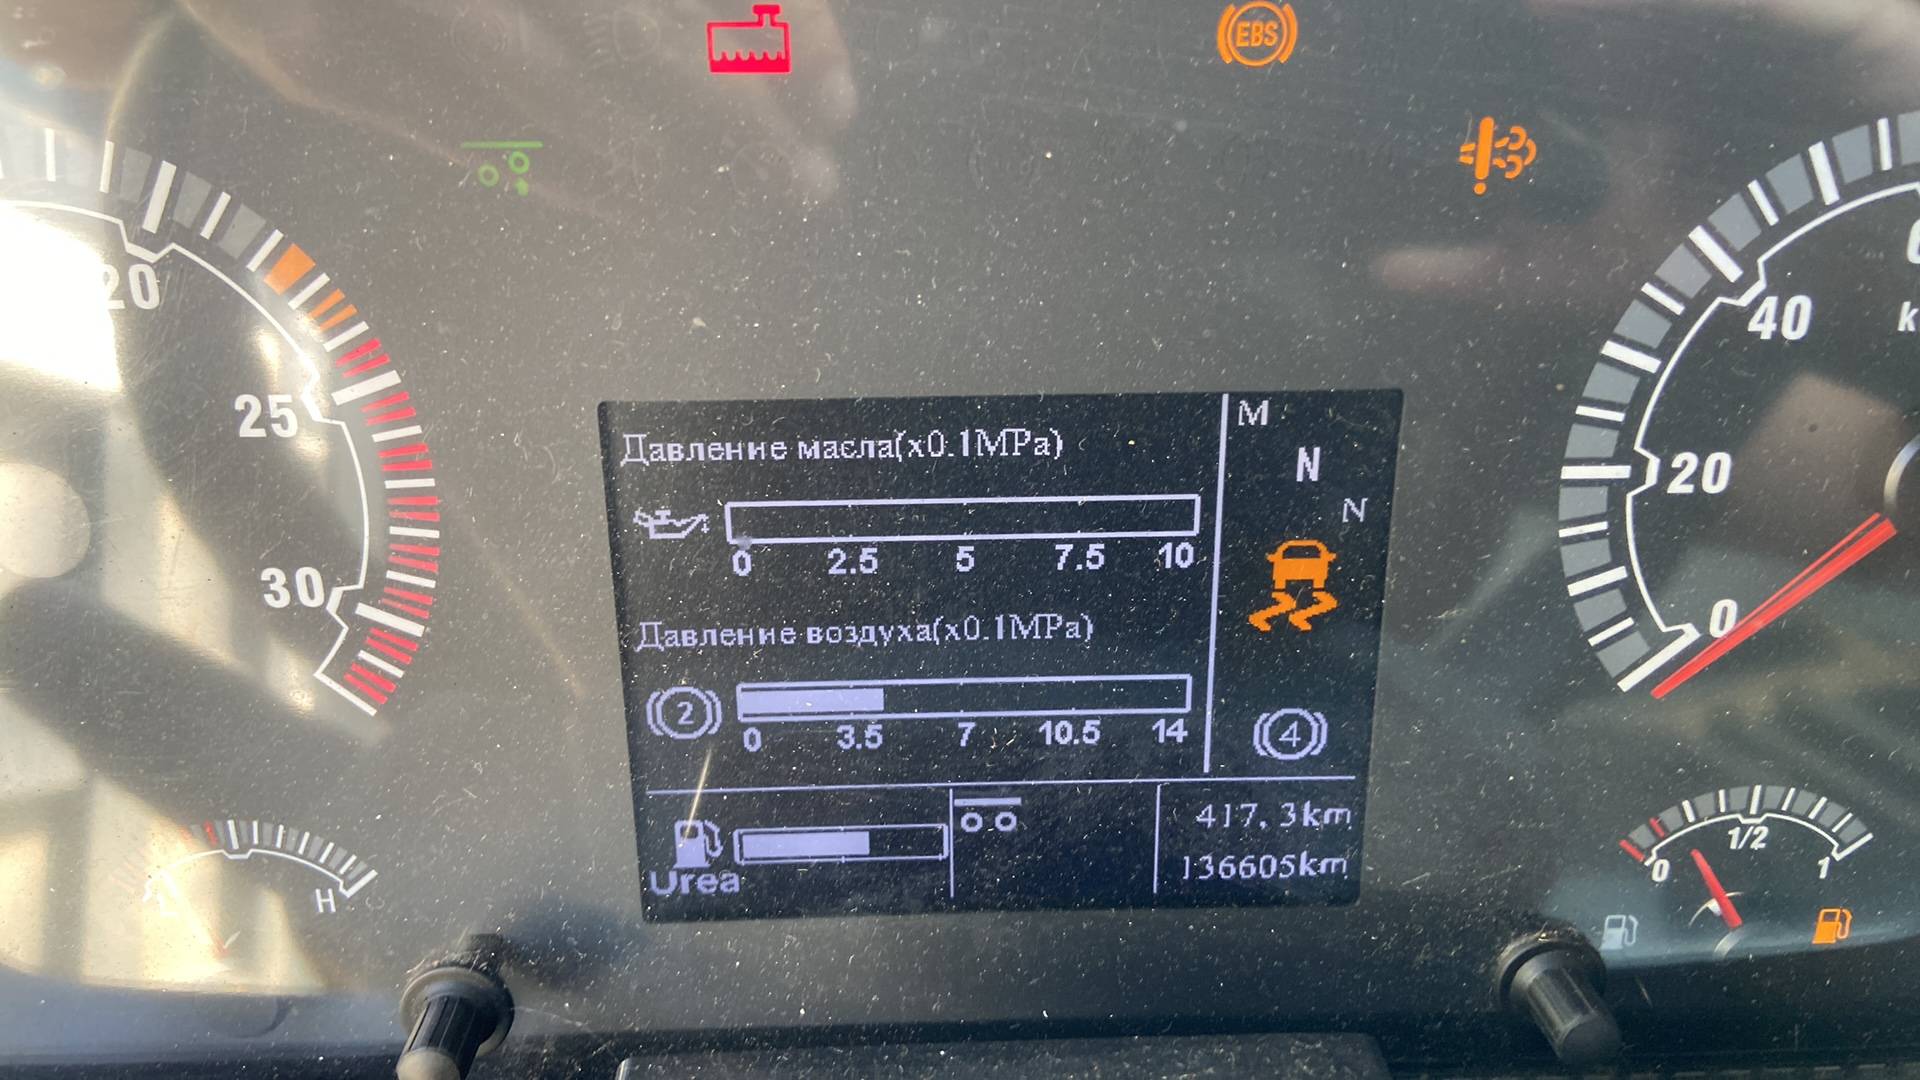 EBS
20
25
30
H
Давление масла(x0.1MPa)
0 2.5 5 7.5 10
Давление воздуха(x0.1MPa)
2
0 3.5 7 10.5 14
Urea
M
N
N
4
417.3km
136605km
40
20
0
0 1/2 1